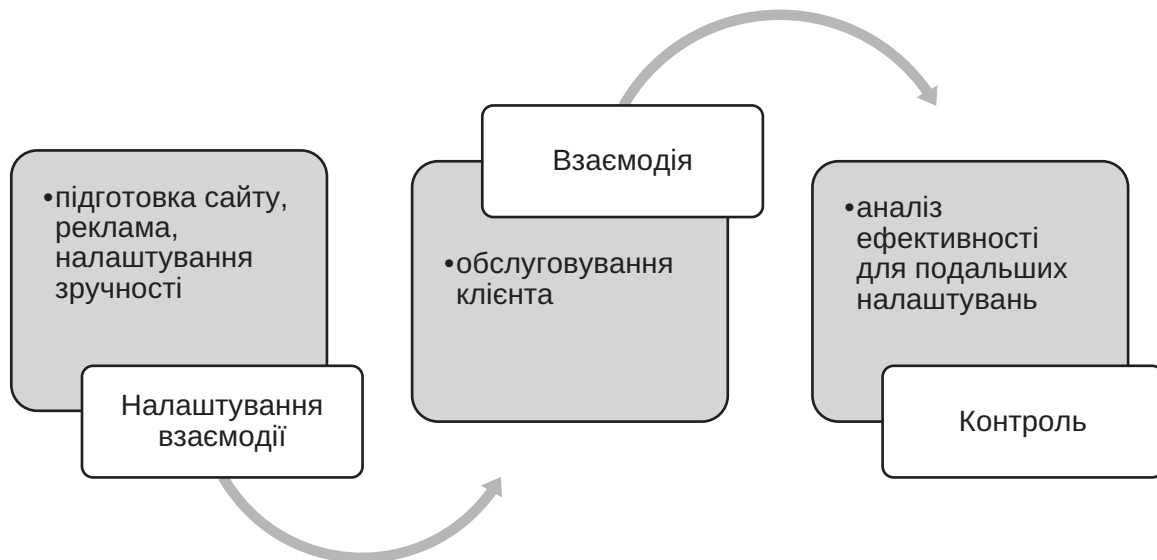 •підготовка сайту,
реклама,
налаштування
зручності
Налаштування
взаємодії
Взаємодія
•обслуговування
клієнта
•аналіз
ефективності
для подальших
налаштувань
Контроль